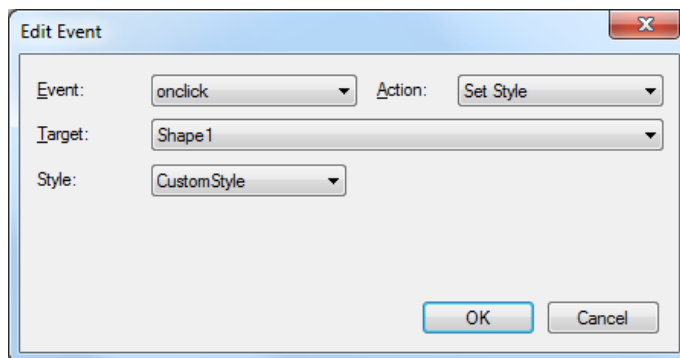 Edit Event
Event: onclick Action: Set Style
Target: Shape1
Style: CustomStyle
OK Cancel